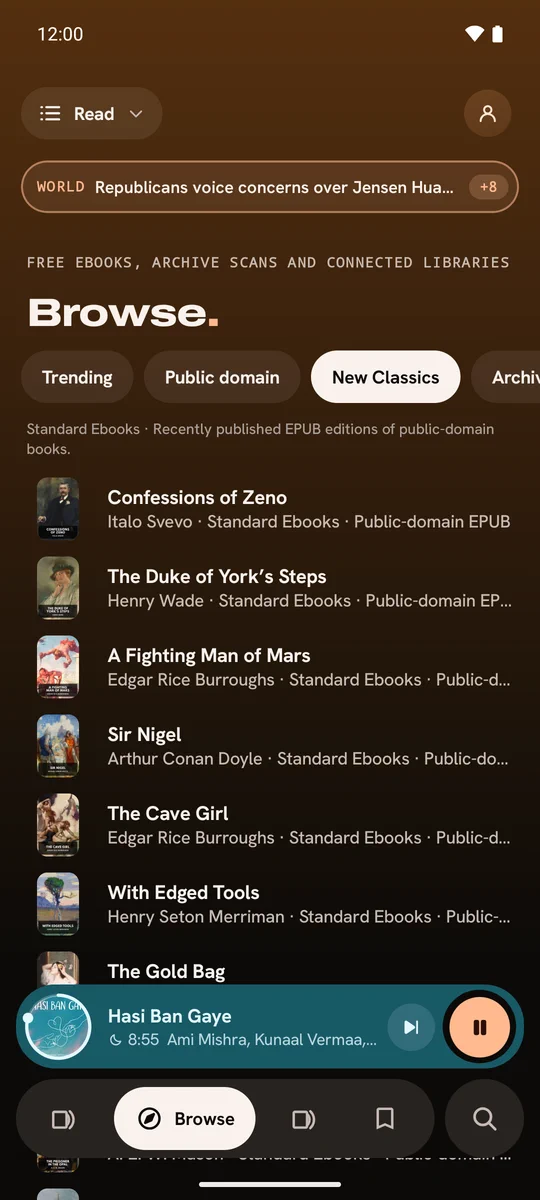 12:00
Read
WORLD Republicans voice concerns over Jensen Hua... +8
FREE EBOOKS, ARCHIVE SCANS AND CONNECTED LIBRARIES
Browse.
Trending Public domain New Classics Archiv
Standard Ebooks · Recently published EPUB editions of public-domain
books.
Confessions of Zeno
Italo Svevo · Standard Ebooks · Public-domain EPUB
The Duke of York’s Steps
Henry Wade · Standard Ebooks · Public-domain EP...
A Fighting Man of Mars
Edgar Rice Burroughs · Standard Ebooks · Public-d...
Sir Nigel
Arthur Conan Doyle · Standard Ebooks · Public-do...
The Cave Girl
Edgar Rice Burroughs · Standard Ebooks · Public-d...
With Edged Tools
Henry Seton Merriman · Standard Ebooks · Public-...
The Gold Bag
HASI BAN GAY
Hasi Ban Gaye
8:55 Ami Mishra, Kunaal Vermaa,...
Browse